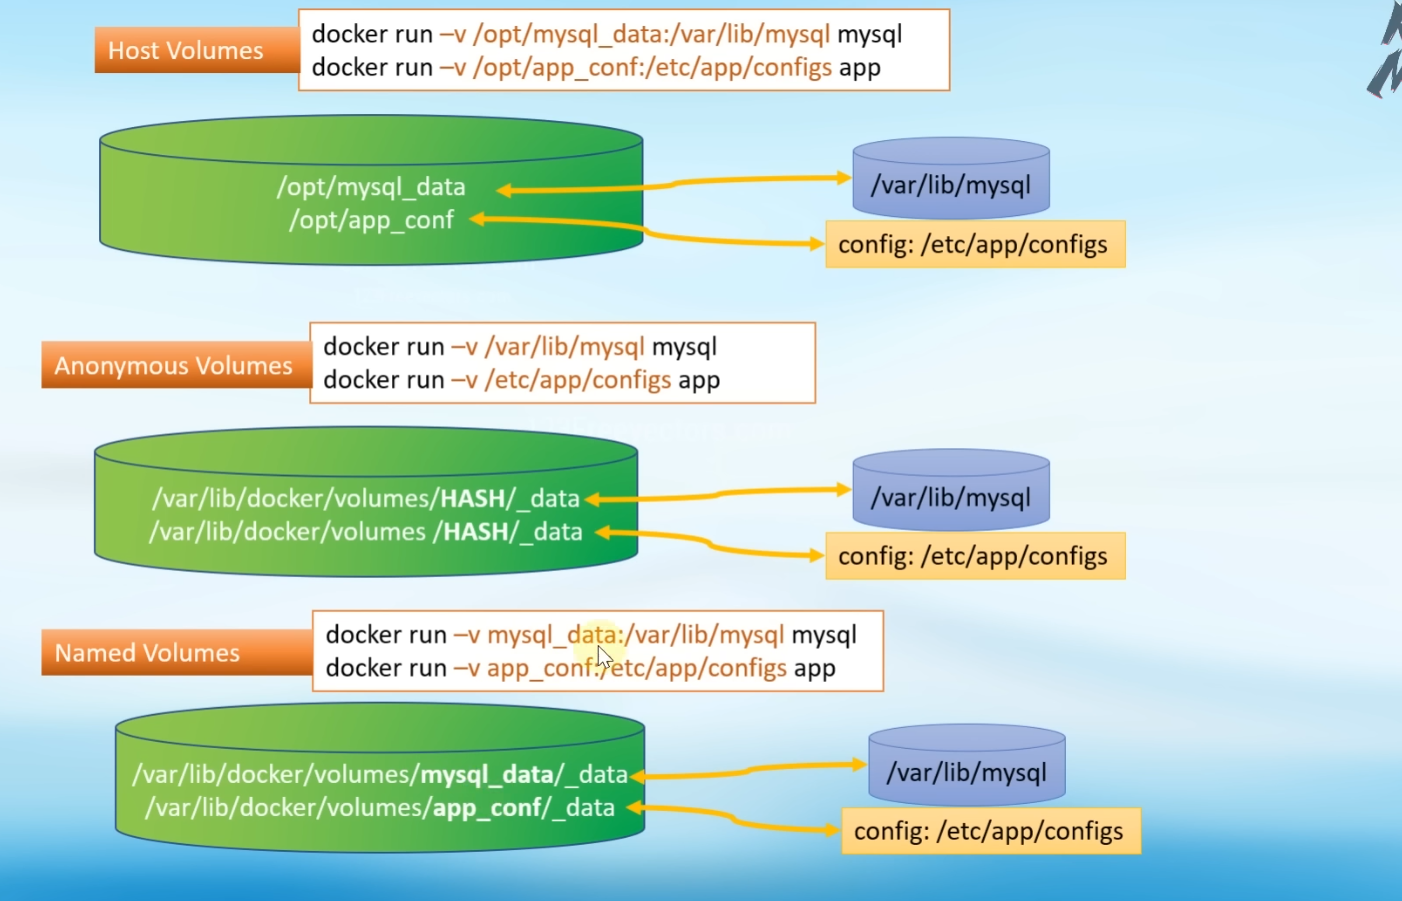 Host Volumes
docker run –v /opt/mysql_data:/var/lib/mysql mysql
docker run –v /opt/app_conf:/etc/app/configs app
/opt/mysql_data
/opt/app_conf
/var/lib/mysql
config: /etc/app/configs
Anonymous Volumes
docker run –v /var/lib/mysql mysql
docker run –v /etc/app/configs app
/var/lib/docker/volumes/HASH/_data
/var/lib/docker/volumes /HASH/_data
/var/lib/mysql
config: /etc/app/configs
Named Volumes
docker run –v mysql_data:/var/lib/mysql mysql
docker run –v app_conf:/etc/app/configs app
/var/lib/docker/volumes/mysql_data/_data
/var/lib/docker/volumes/app_conf/_data
/var/lib/mysql
config: /etc/app/configs